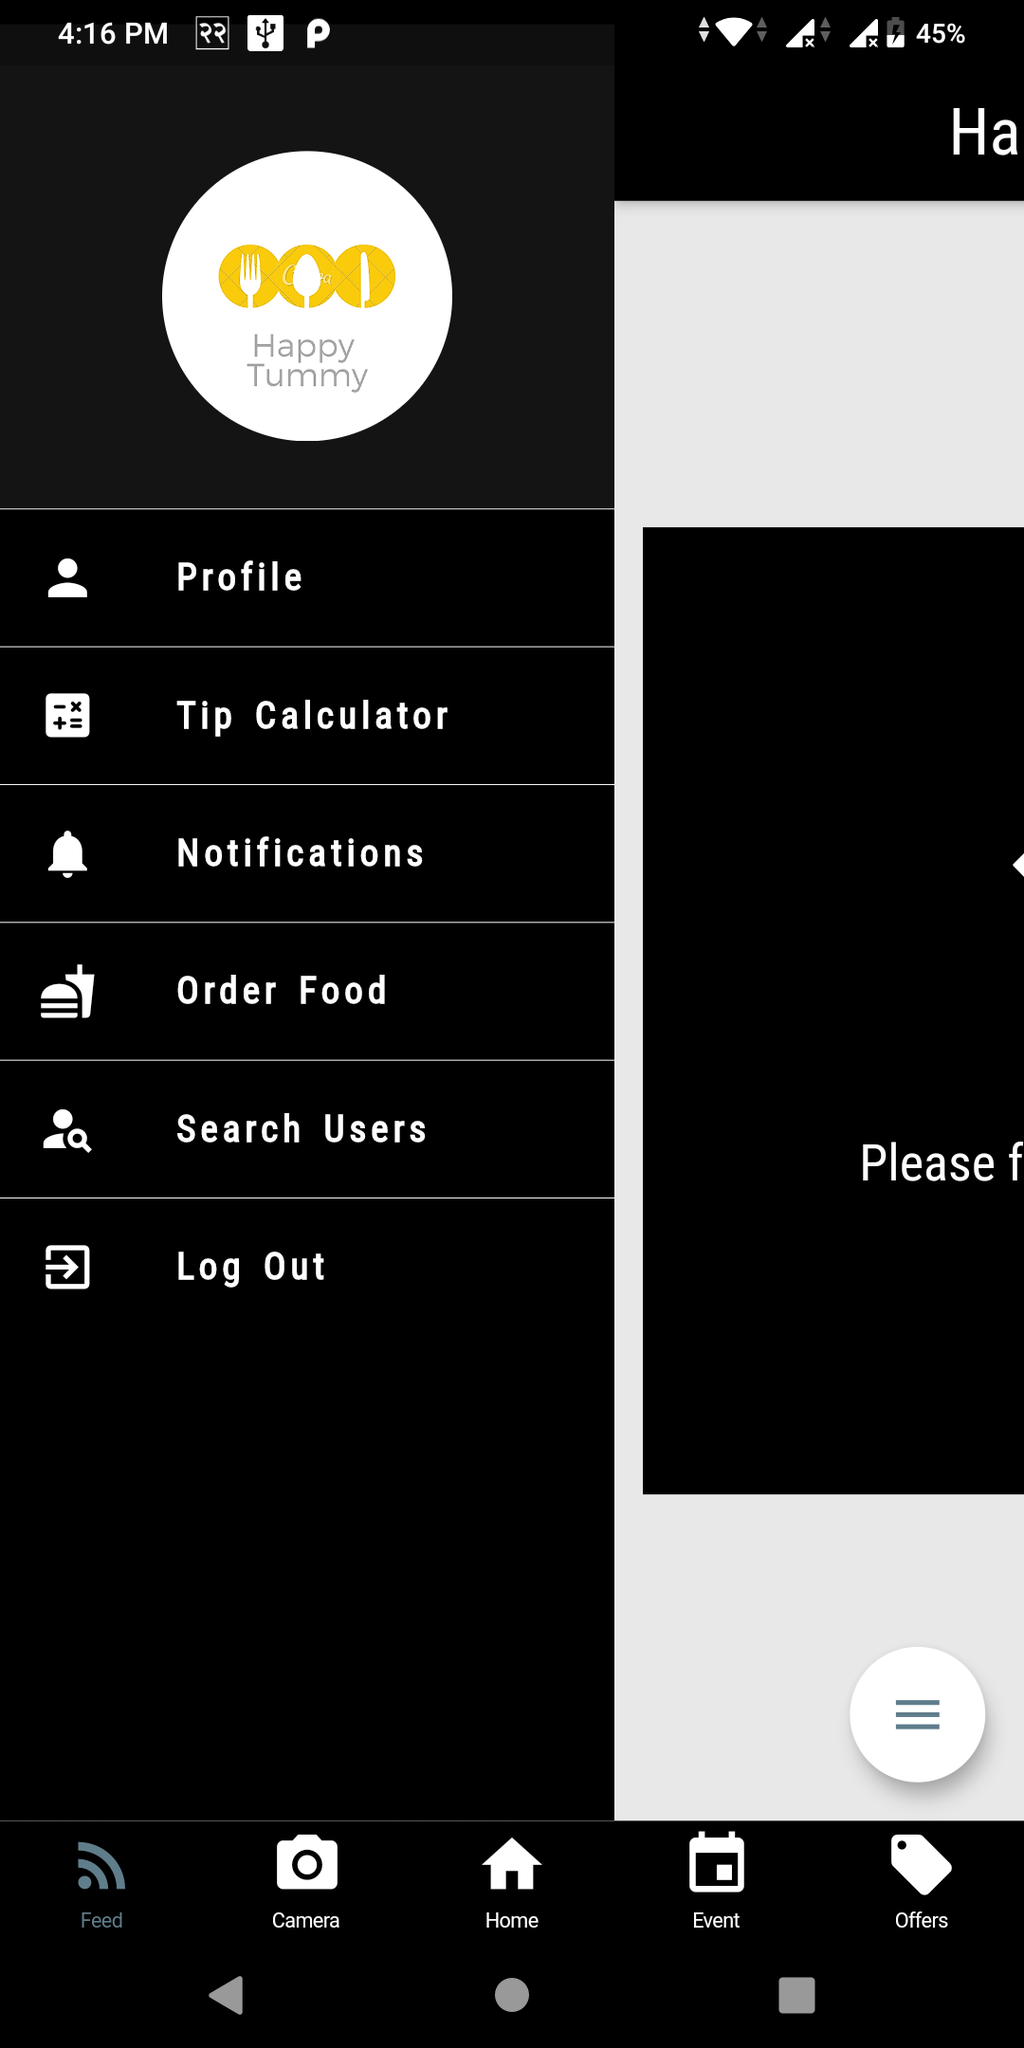 4:16 PM २२ 45%
Ha
Happy
Tummy
Profile
Tip Calculator
Notifications
Order Food
Search Users
Log Out
Please f
Feed Camera Home Event Offers